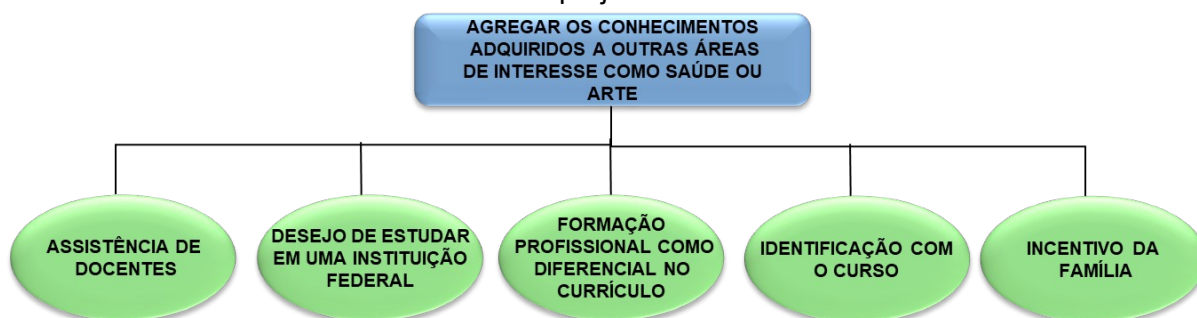 AGREGAR OS CONHECIMENTOS
ADQUIRIDOS A OUTRAS ÁREAS
DE INTERESSE COMO SAÚDE OU
ARTE
ASSISTÊNCIA DE
DOCENTES
DESEJO DE ESTUDAR
EM UMA INSTITUIÇÃO
FEDERAL
FORMAÇÃO
PROFISSIONAL COMO
DIFERENCIAL NO
CURRÍCULO
IDENTIFICAÇÃO COM
O CURSO
INCENTIVO DA
FAMÍLIA